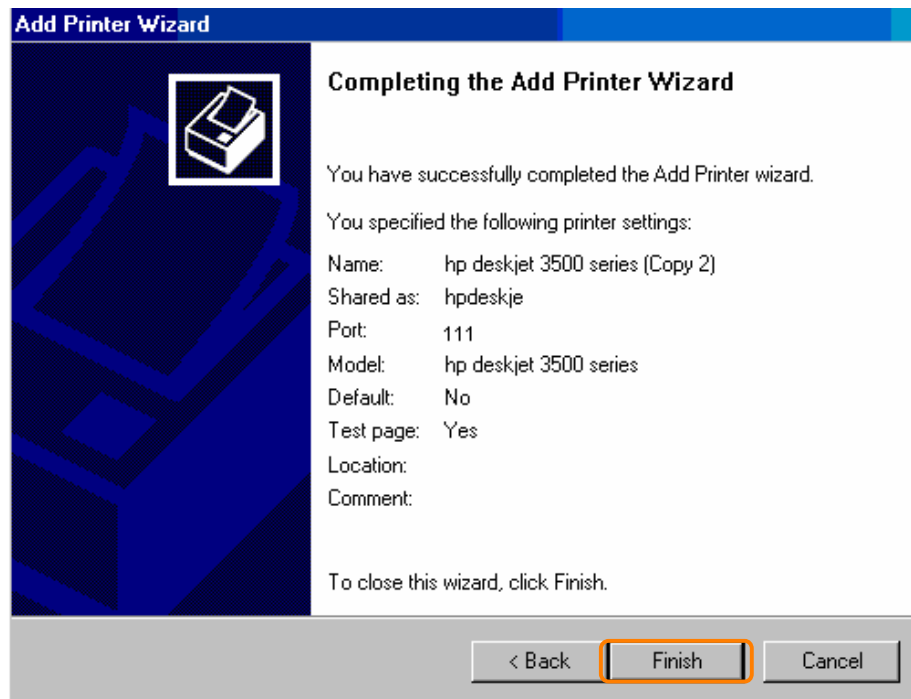 Add Printer Wizard
Completing the Add Printer Wizard
You have successfully completed the Add Printer wizard.
You specified the following printer settings:
Name: hp deskjet 3500 series (Copy 2)
Shared as: hpdeskje
Port: 111
Model: hp deskjet 3500 series
Default: No
Test page: Yes
Location:
Comment:
To close this wizard, click Finish.
< Back Finish Cancel